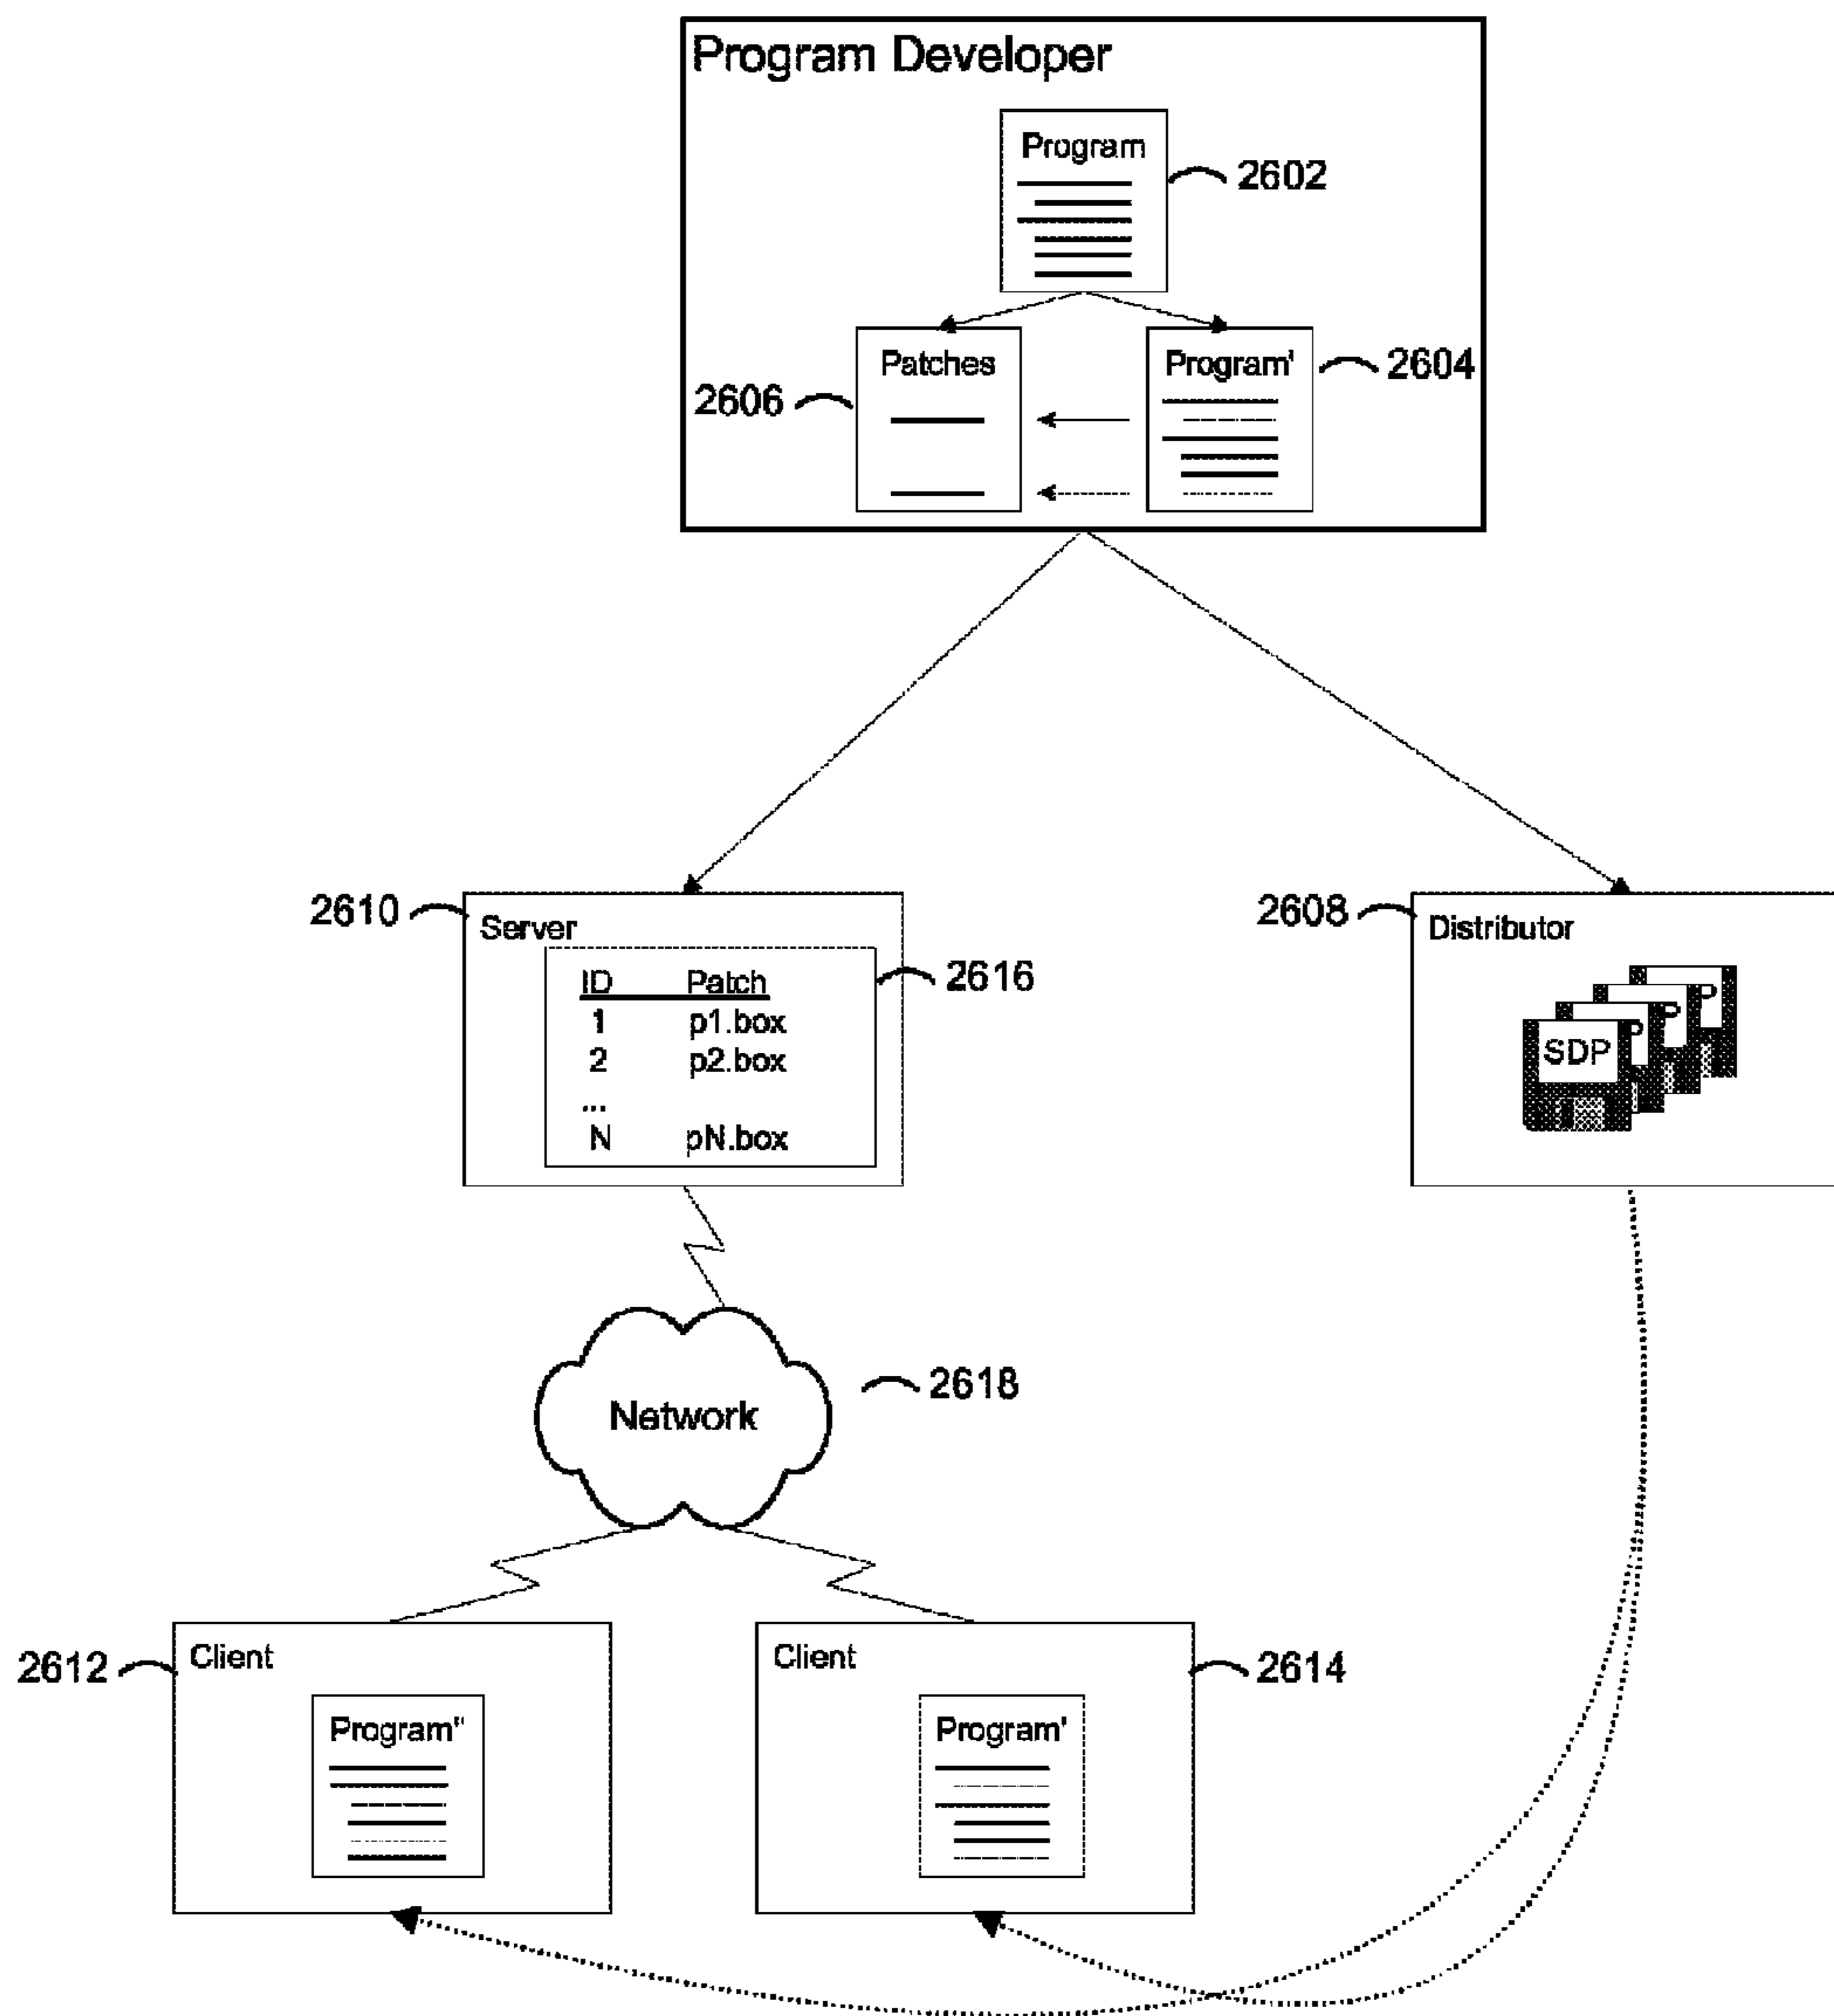 Program Developer
Program
2602
Patches
Program'
2604
2606
2610
Server
2608
Distributor
ID Patch
2616
1 p1.box
2 p2.box
...
N pN.box
SDP
P
P
P
Network
2618
2612
Client
Client
2614
Program"
Program'